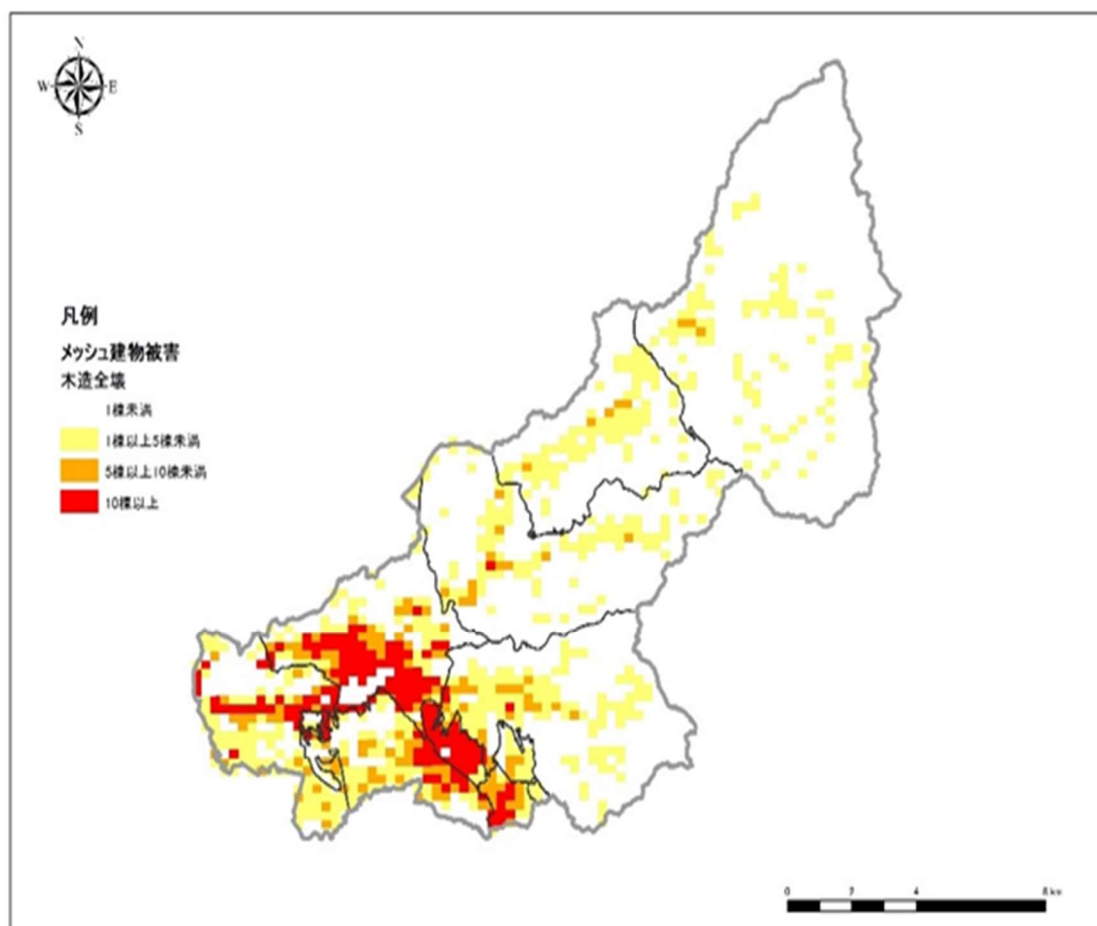 N
W E
S
凡例
メッシュ建物被害
木造全壊
1棟未満
1棟以上5棟未満
5棟以上10棟未満
10棟以上
0 2 4 8 km